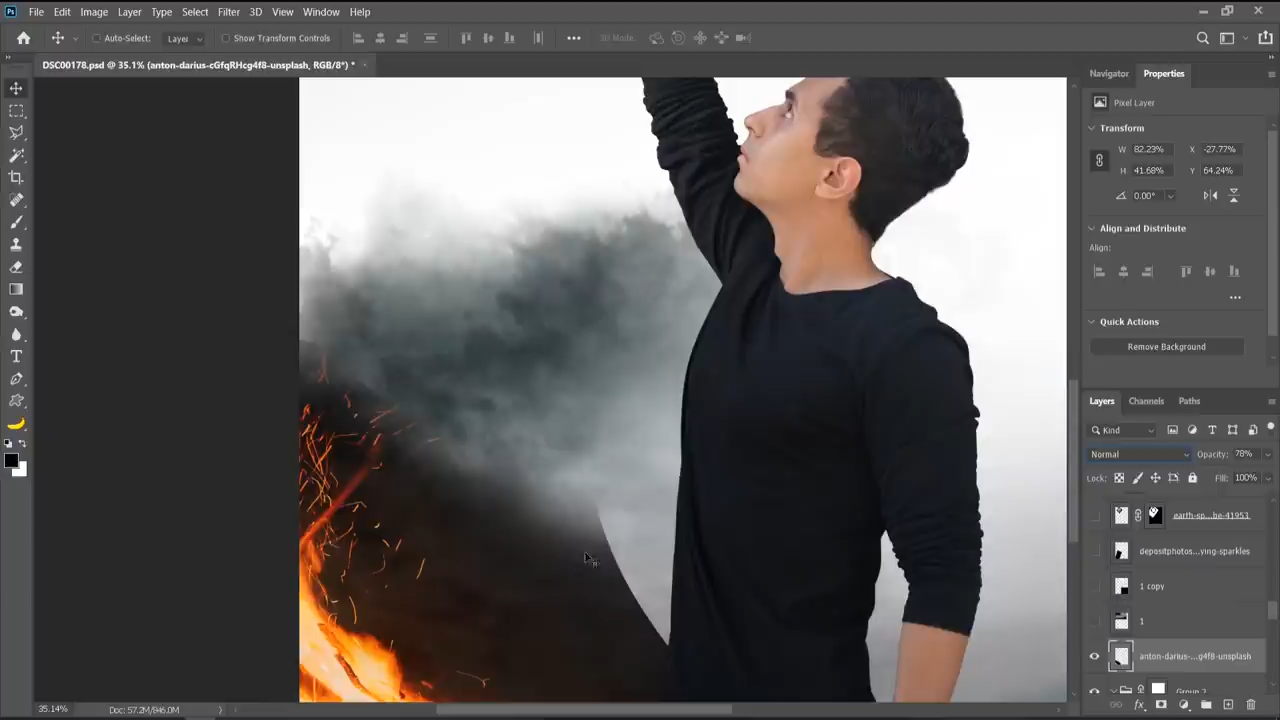 Ps File Edit Image Layer Type Select Filter 3D View Window Help
Auto-Select: Layer Show Transform Controls 3D Mode:
DSC00178.psd @ 35.1% (anton-darius-cGfqRHcg4f8-unsplash, RGB/8*) *
Navigator Properties
Pixel Layer
Transform
W 82.23% X -27.77%
H 41.68% Y 64.24%
0.00°
Align and Distribute
Align:
Quick Actions
Remove Background
Layers Channels Paths
Kind
Normal Opacity: 78%
Lock: Fill: 100%
earth-sp...be-41953
depositphotos...ying-sparkles
1 copy
1
anton-darius-...g4f8-unsplash
Group 2
35.14% Doc: 57.2M/846.0M